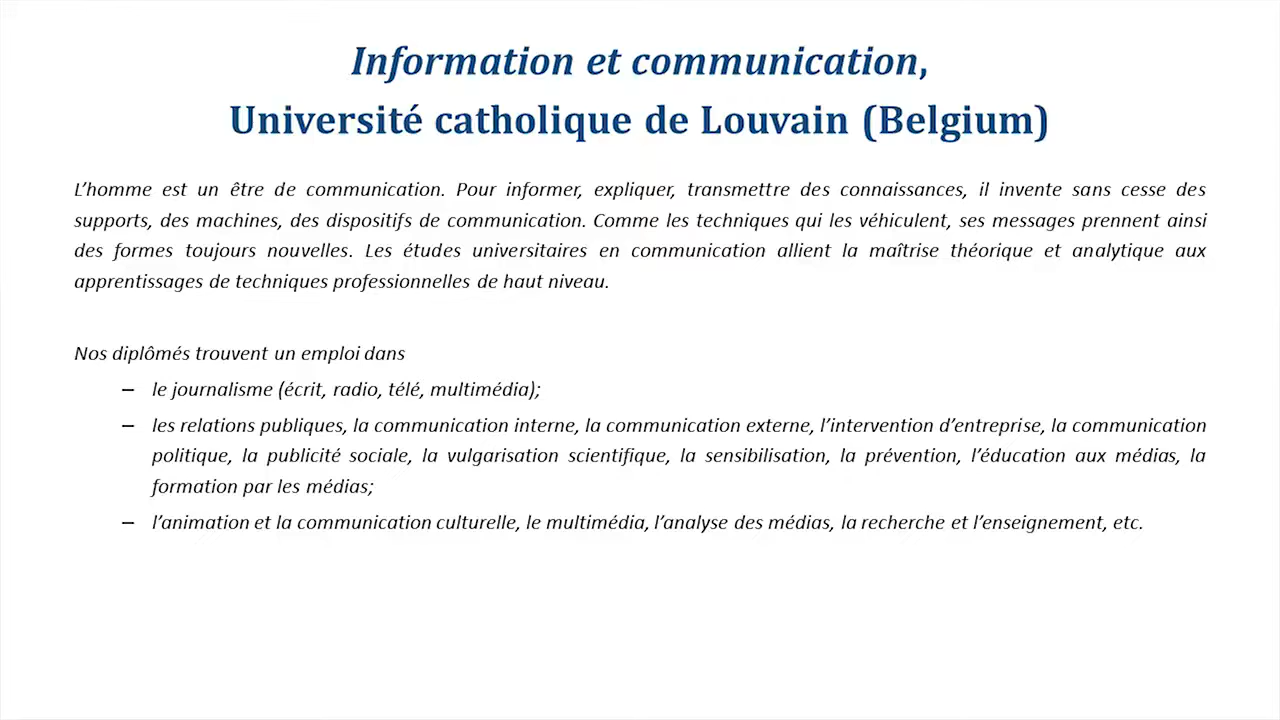 Information et communication,
Université catholique de Louvain (Belgium)
L’homme est un être de communication. Pour informer, expliquer, transmettre des connaissances, il invente sans cesse des
supports, des machines, des dispositifs de communication. Comme les techniques qui les véhiculent, ses messages prennent ainsi
des formes toujours nouvelles. Les études universitaires en communication allient la maîtrise théorique et analytique aux
apprentissages de techniques professionnelles de haut niveau.
Nos diplômés trouvent un emploi dans
– le journalisme (écrit, radio, télé, multimédia);
– les relations publiques, la communication interne, la communication externe, l’intervention d’entreprise, la communication
politique, la publicité sociale, la vulgarisation scientifique, la sensibilisation, la prévention, l’éducation aux médias, la
formation par les médias;
– l’animation et la communication culturelle, le multimédia, l’analyse des médias, la recherche et l’enseignement, etc.